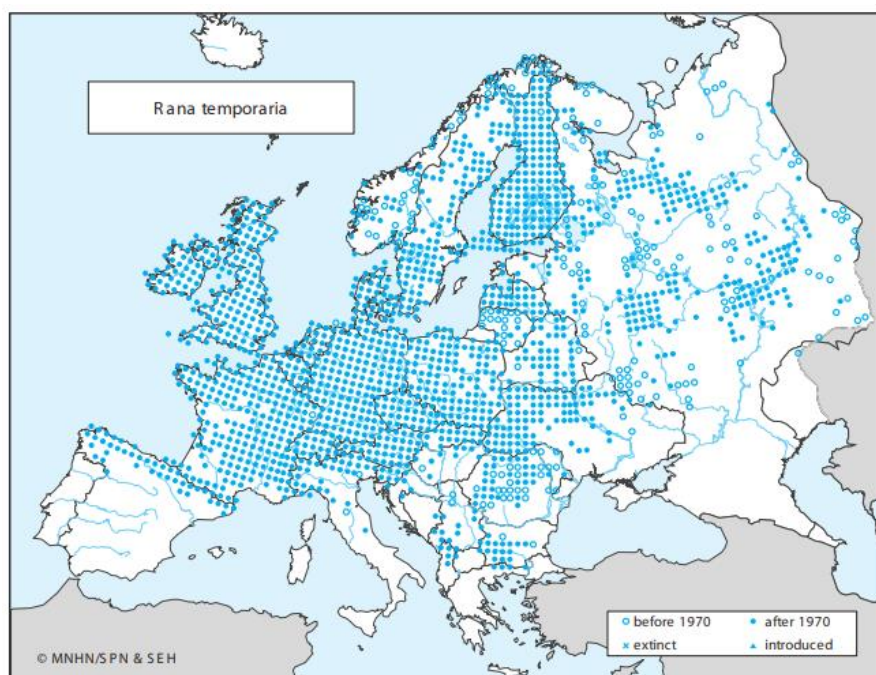 Rana temporaria
before 1970
after 1970
extinct
introduced
© MNHN/SPN & SEH